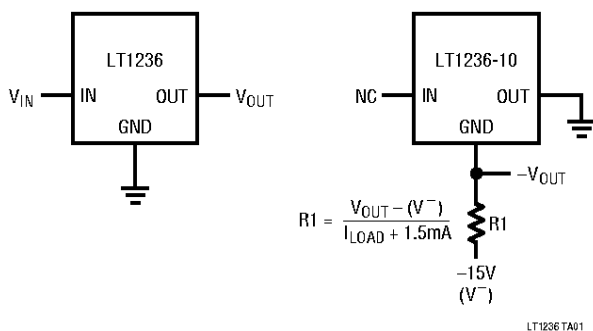 LT1236
V_IN
IN
OUT
V_OUT
GND
LT1236-10
NC
IN
OUT
GND
–V_OUT
R1 = V_OUT – (V⁻) / I_LOAD + 1.5mA
R1
–15V
(V⁻)
LT1236 TA01